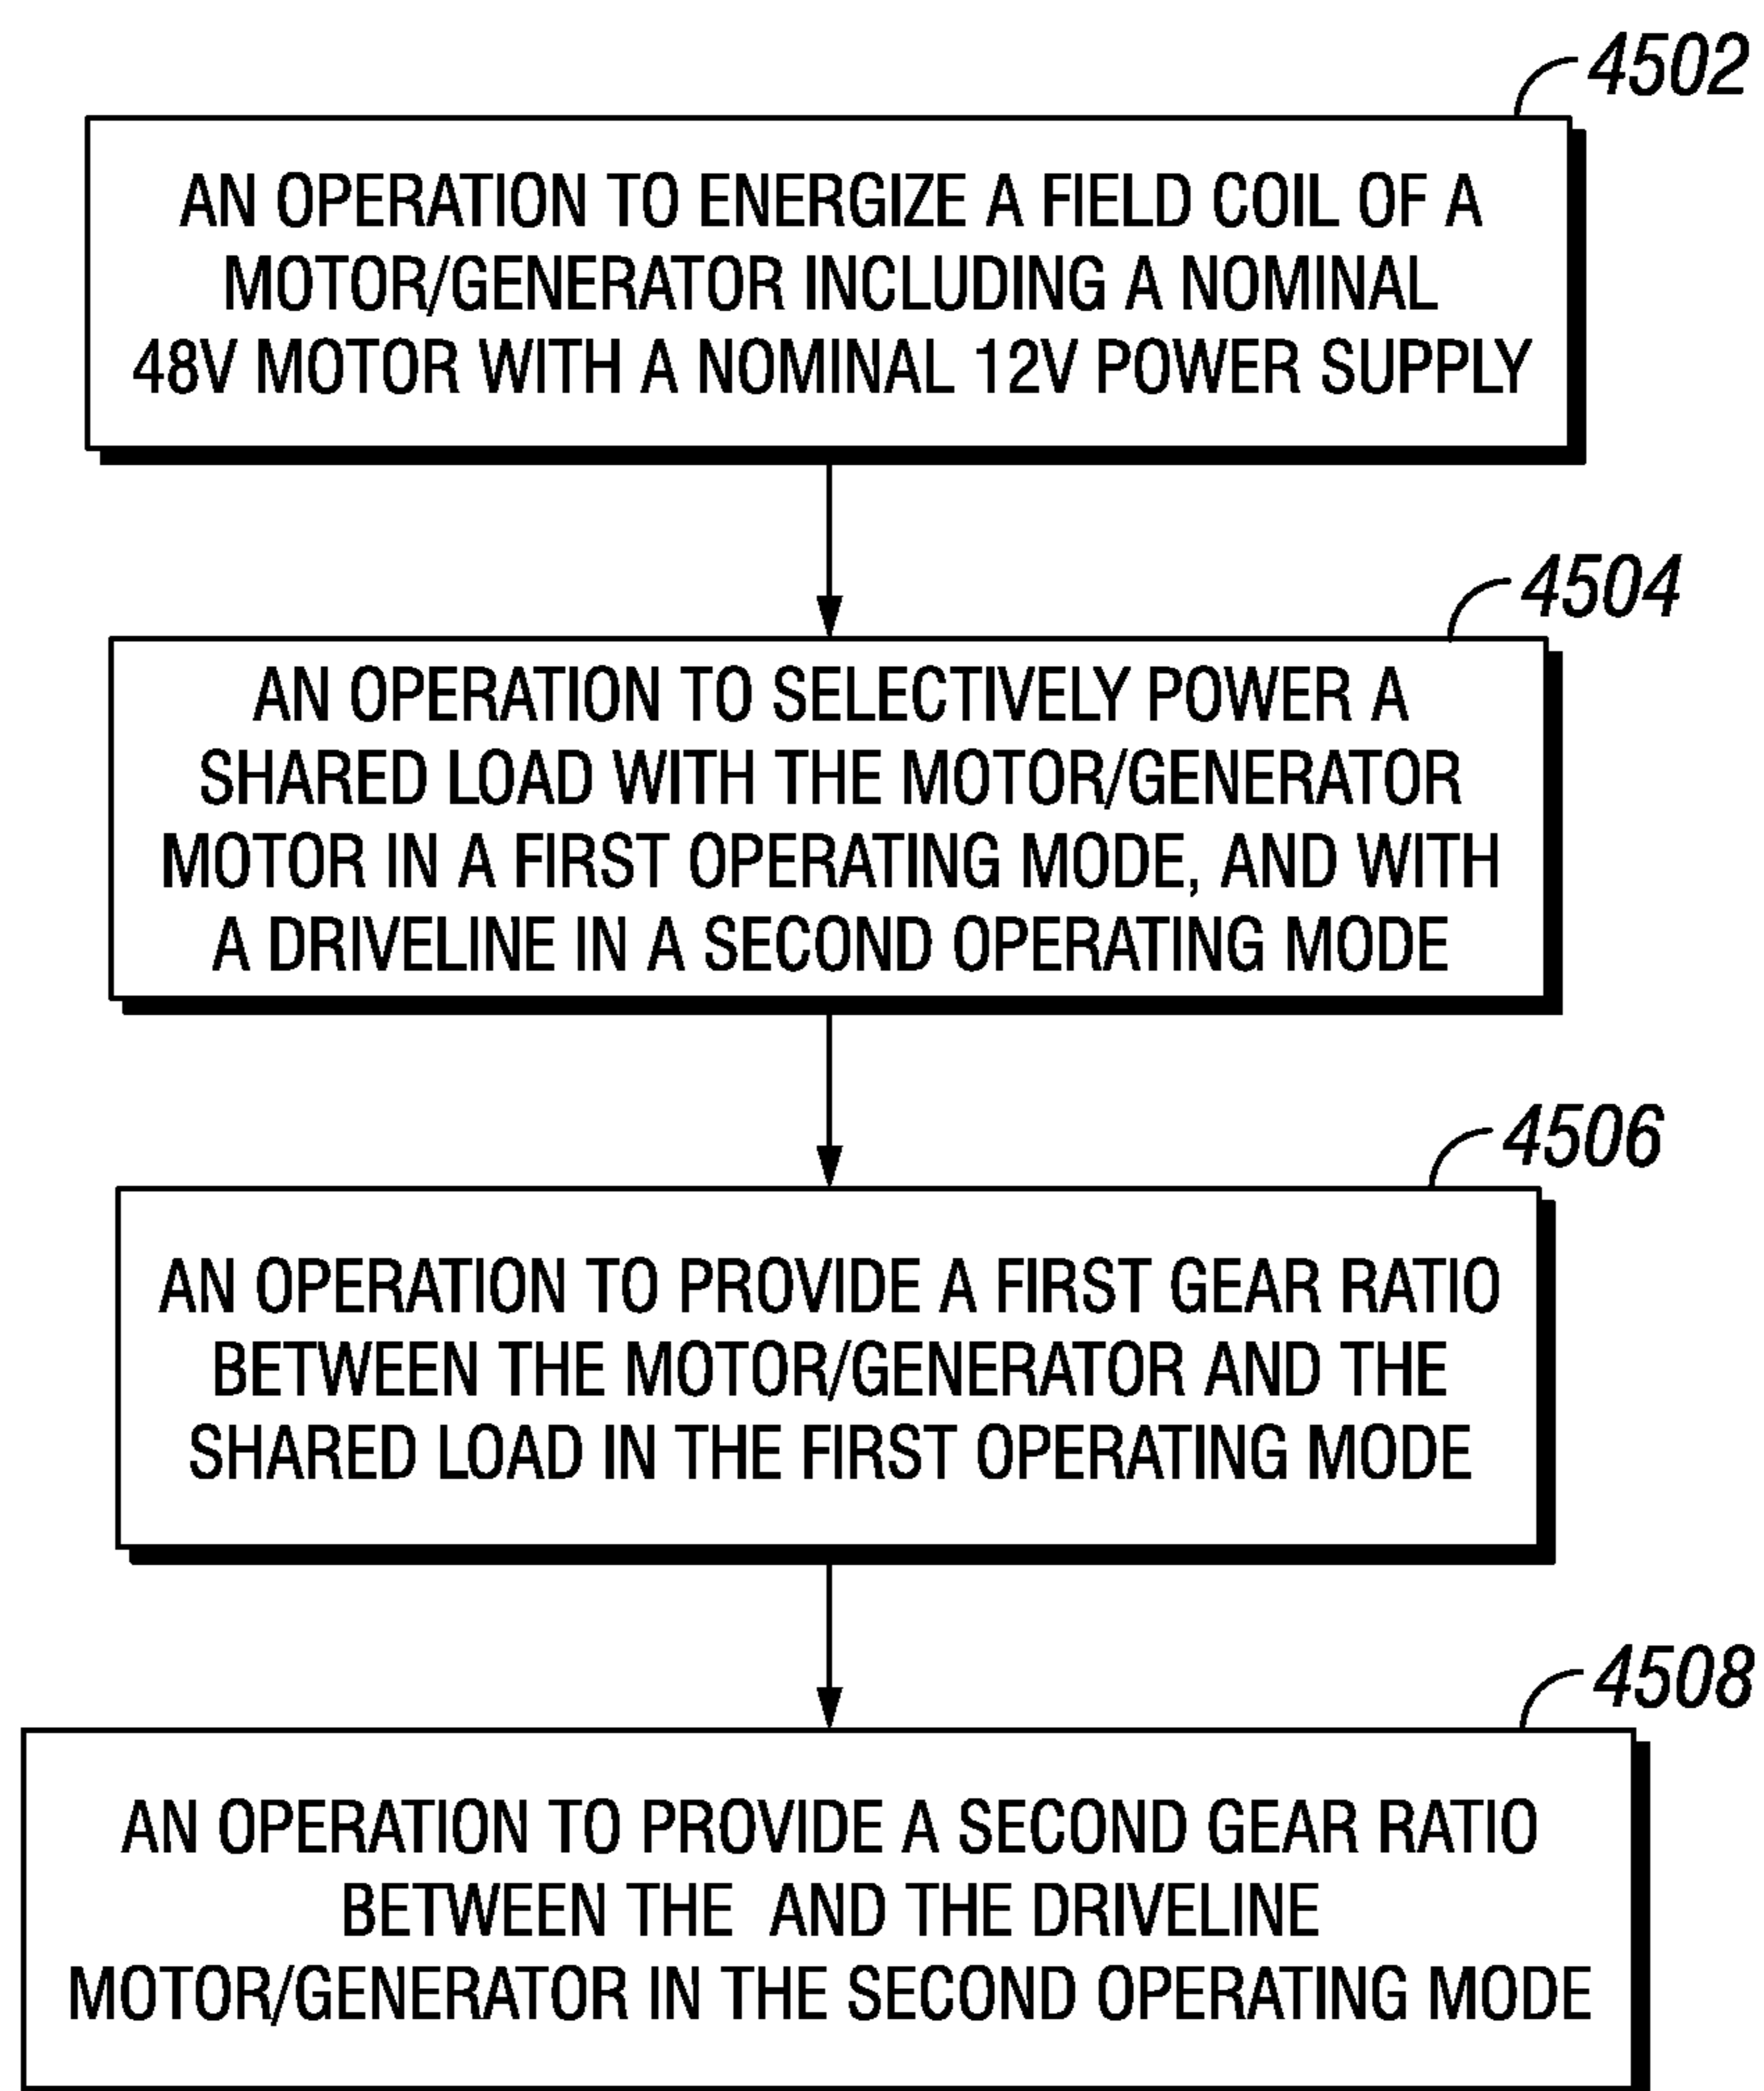 4502
AN OPERATION TO ENERGIZE A FIELD COIL OF A
MOTOR/GENERATOR INCLUDING A NOMINAL
48V MOTOR WITH A NOMINAL 12V POWER SUPPLY
4504
AN OPERATION TO SELECTIVELY POWER A
SHARED LOAD WITH THE MOTOR/GENERATOR
MOTOR IN A FIRST OPERATING MODE, AND WITH
A DRIVELINE IN A SECOND OPERATING MODE
4506
AN OPERATION TO PROVIDE A FIRST GEAR RATIO
BETWEEN THE MOTOR/GENERATOR AND THE
SHARED LOAD IN THE FIRST OPERATING MODE
4508
AN OPERATION TO PROVIDE A SECOND GEAR RATIO
BETWEEN THE AND THE DRIVELINE
MOTOR/GENERATOR IN THE SECOND OPERATING MODE